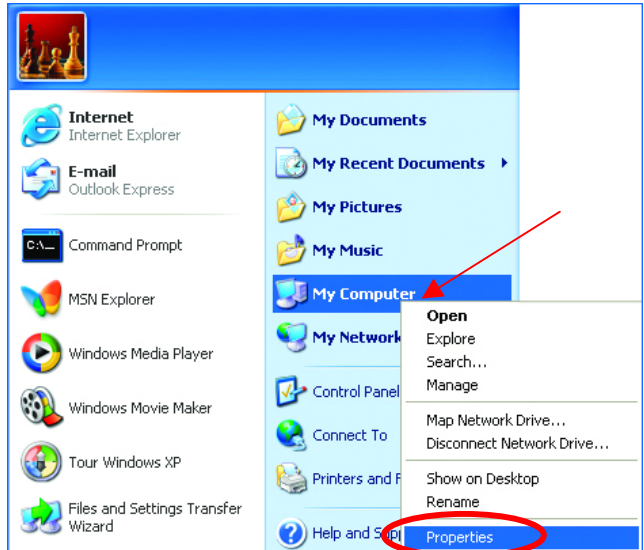 Internet
Internet Explorer
E-mail
Outlook Express
C:\_
Command Prompt
MSN Explorer
Windows Media Player
Windows Movie Maker
Tour Windows XP
Files and Settings Transfer
Wizard
My Documents
My Recent Documents
My Pictures
My Music
My Computer
My Network
Control Panel
Connect To
Printers and F
Help and Supp
Open
Explore
Search...
Manage
Map Network Drive...
Disconnect Network Drive...
Show on Desktop
Rename
Properties